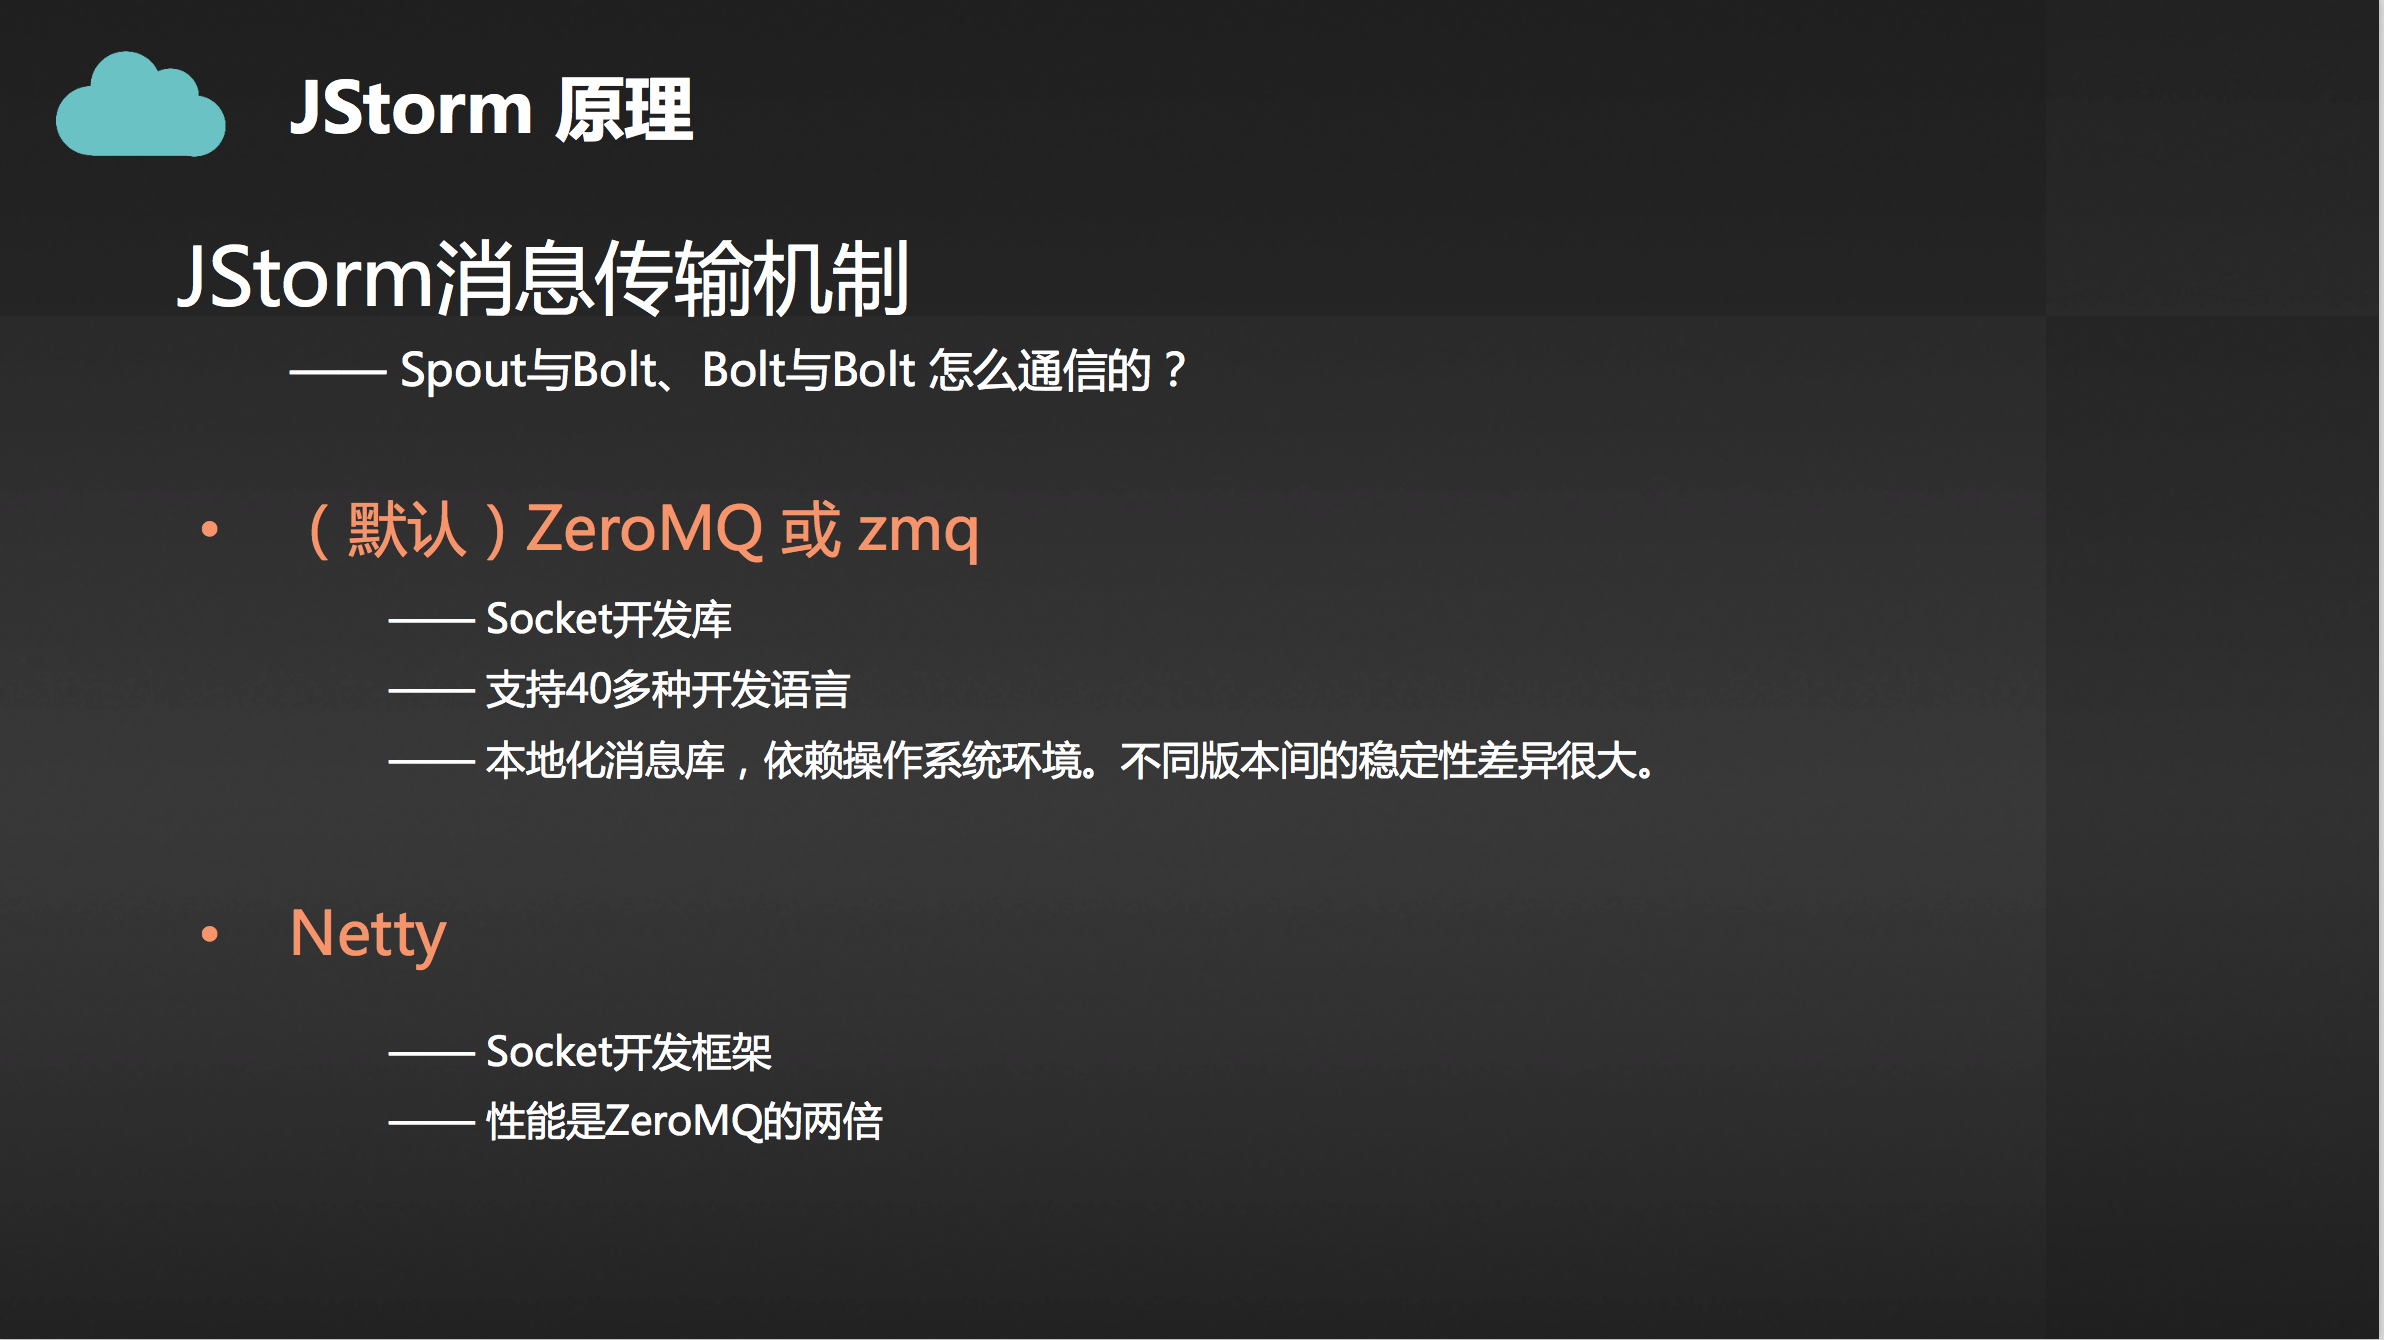 JStorm 原理
JStorm消息传输机制
—— Spout与Bolt、Bolt与Bolt 怎么通信的？
• （默认）ZeroMQ 或 zmq
—— Socket开发库
—— 支持40多种开发语言
—— 本地化消息库，依赖操作系统环境。不同版本间的稳定性差异很大。
• Netty
—— Socket开发框架
—— 性能是ZeroMQ的两倍